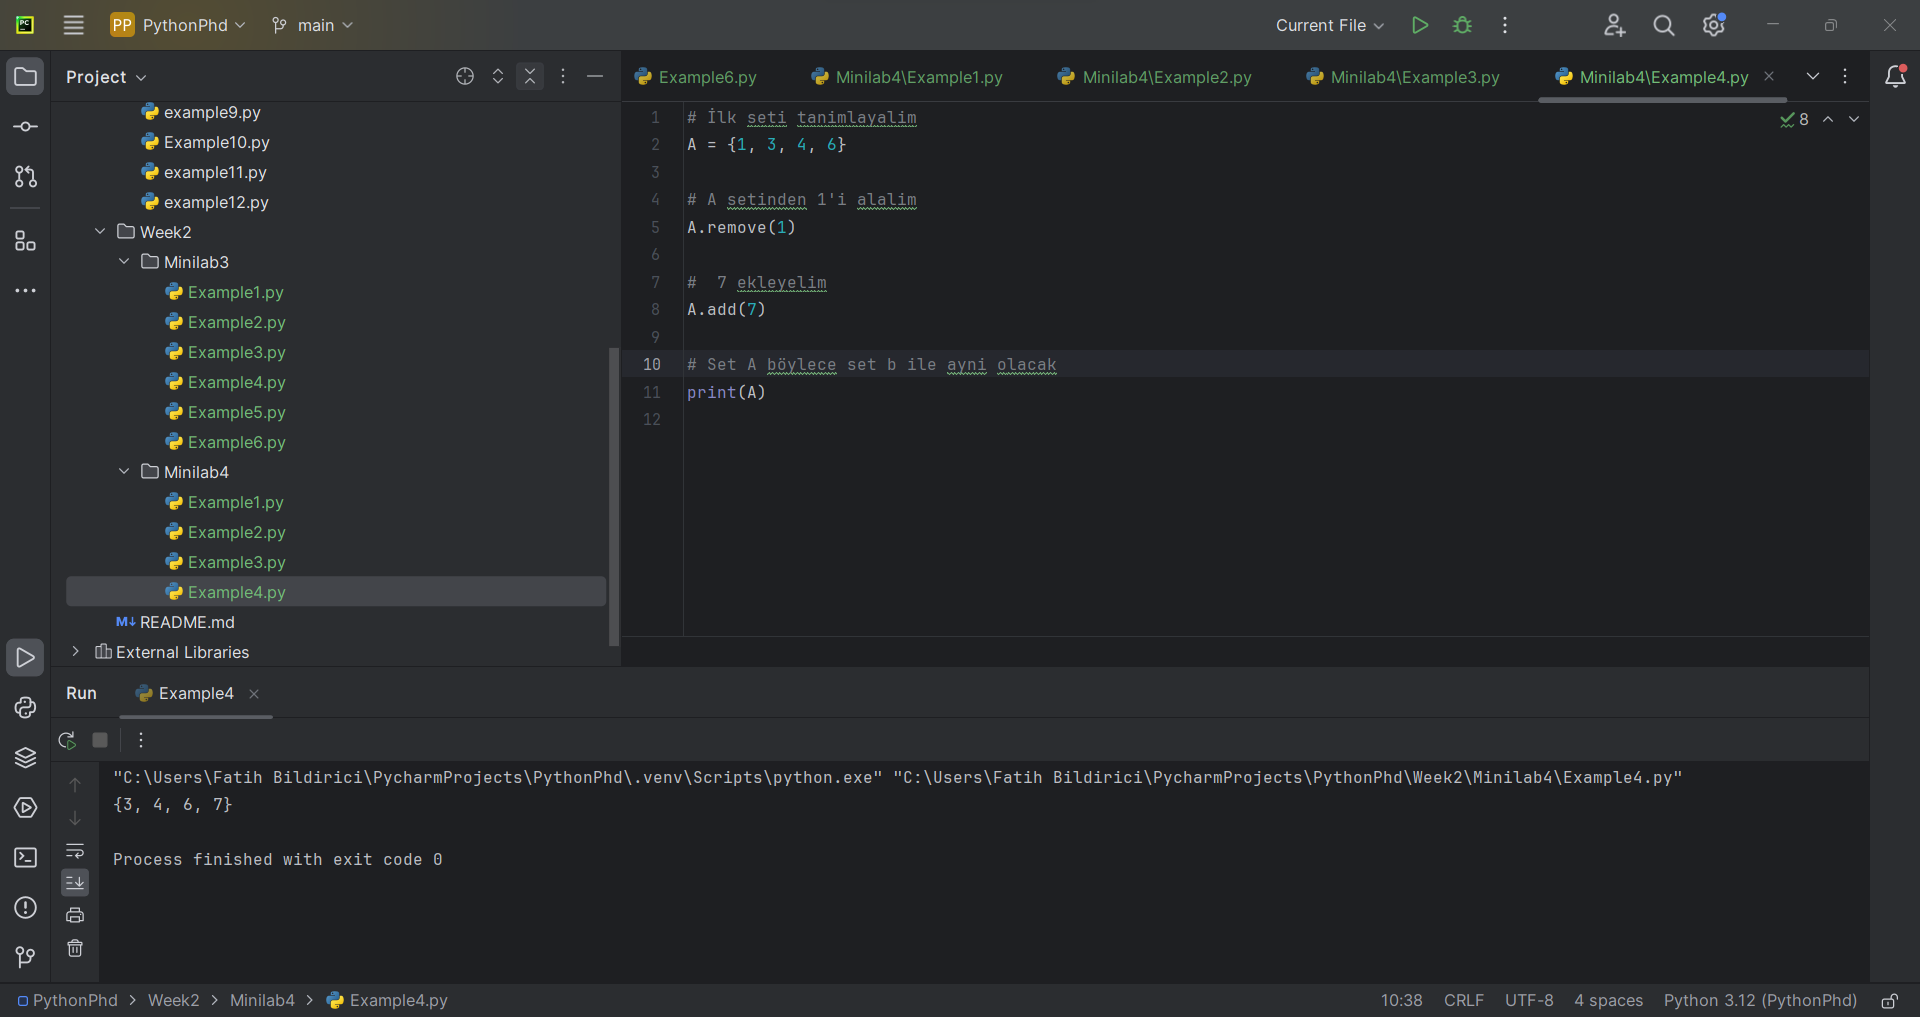 PC
PP PythonPhd main Current File
Project
example9.py
Example10.py
example11.py
example12.py
Week2
Minilab3
Example1.py
Example2.py
Example3.py
Example4.py
Example5.py
Example6.py
Minilab4
Example1.py
Example2.py
Example3.py
Example4.py
M↓ README.md
External Libraries
Example6.py Minilab4\Example1.py Minilab4\Example2.py Minilab4\Example3.py Minilab4\Example4.py
8
1 # İlk seti tanimlayalim
2 A = {1, 3, 4, 6}
3
4 # A setinden 1'i alalim
5 A.remove(1)
6
7 #  7 ekleyelim
8 A.add(7)
9
10 # Set A böylece set b ile ayni olacak
11 print(A)
12
Run Example4
"C:\Users\Fatih Bildirici\PycharmProjects\PythonPhd\.venv\Scripts\python.exe" "C:\Users\Fatih Bildirici\PycharmProjects\PythonPhd\Week2\Minilab4\Example4.py"
{3, 4, 6, 7}
Process finished with exit code 0
PythonPhd > Week2 > Minilab4 > Example4.py 10:38 CRLF UTF-8 4 spaces Python 3.12 (PythonPhd)